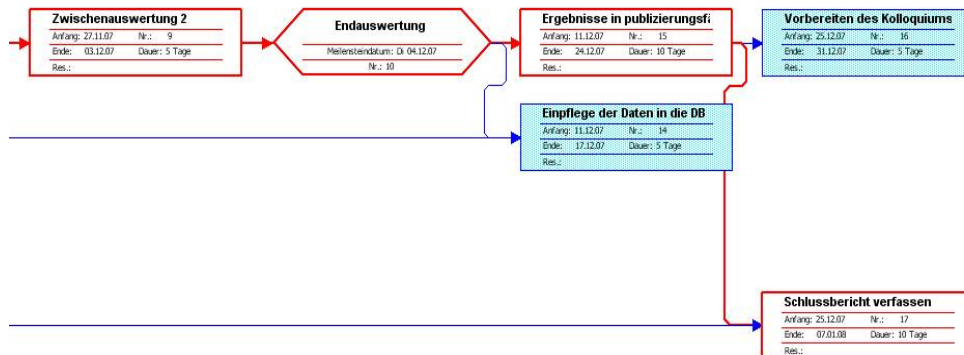 Zwischenauswertung 2
Anfang: 27.11.07 Nr.: 9
Ende: 03.12.07 Dauer: 5 Tage
Res.:
Endauswertung
Meilensteindatum: Di 04.12.07
Nr.: 10
Ergebnisse in publizierungsfä
Anfang: 11.12.07 Nr.: 15
Ende: 24.12.07 Dauer: 10 Tage
Res.:
Vorbereiten des Kolloquiums
Anfang: 25.12.07 Nr.: 16
Ende: 31.12.07 Dauer: 5 Tage
Res.:
Einpflege der Daten in die DB
Anfang: 11.12.07 Nr.: 14
Ende: 17.12.07 Dauer: 5 Tage
Res.:
Schlussbericht verfassen
Anfang: 25.12.07 Nr.: 17
Ende: 07.01.08 Dauer: 10 Tage
Res.: